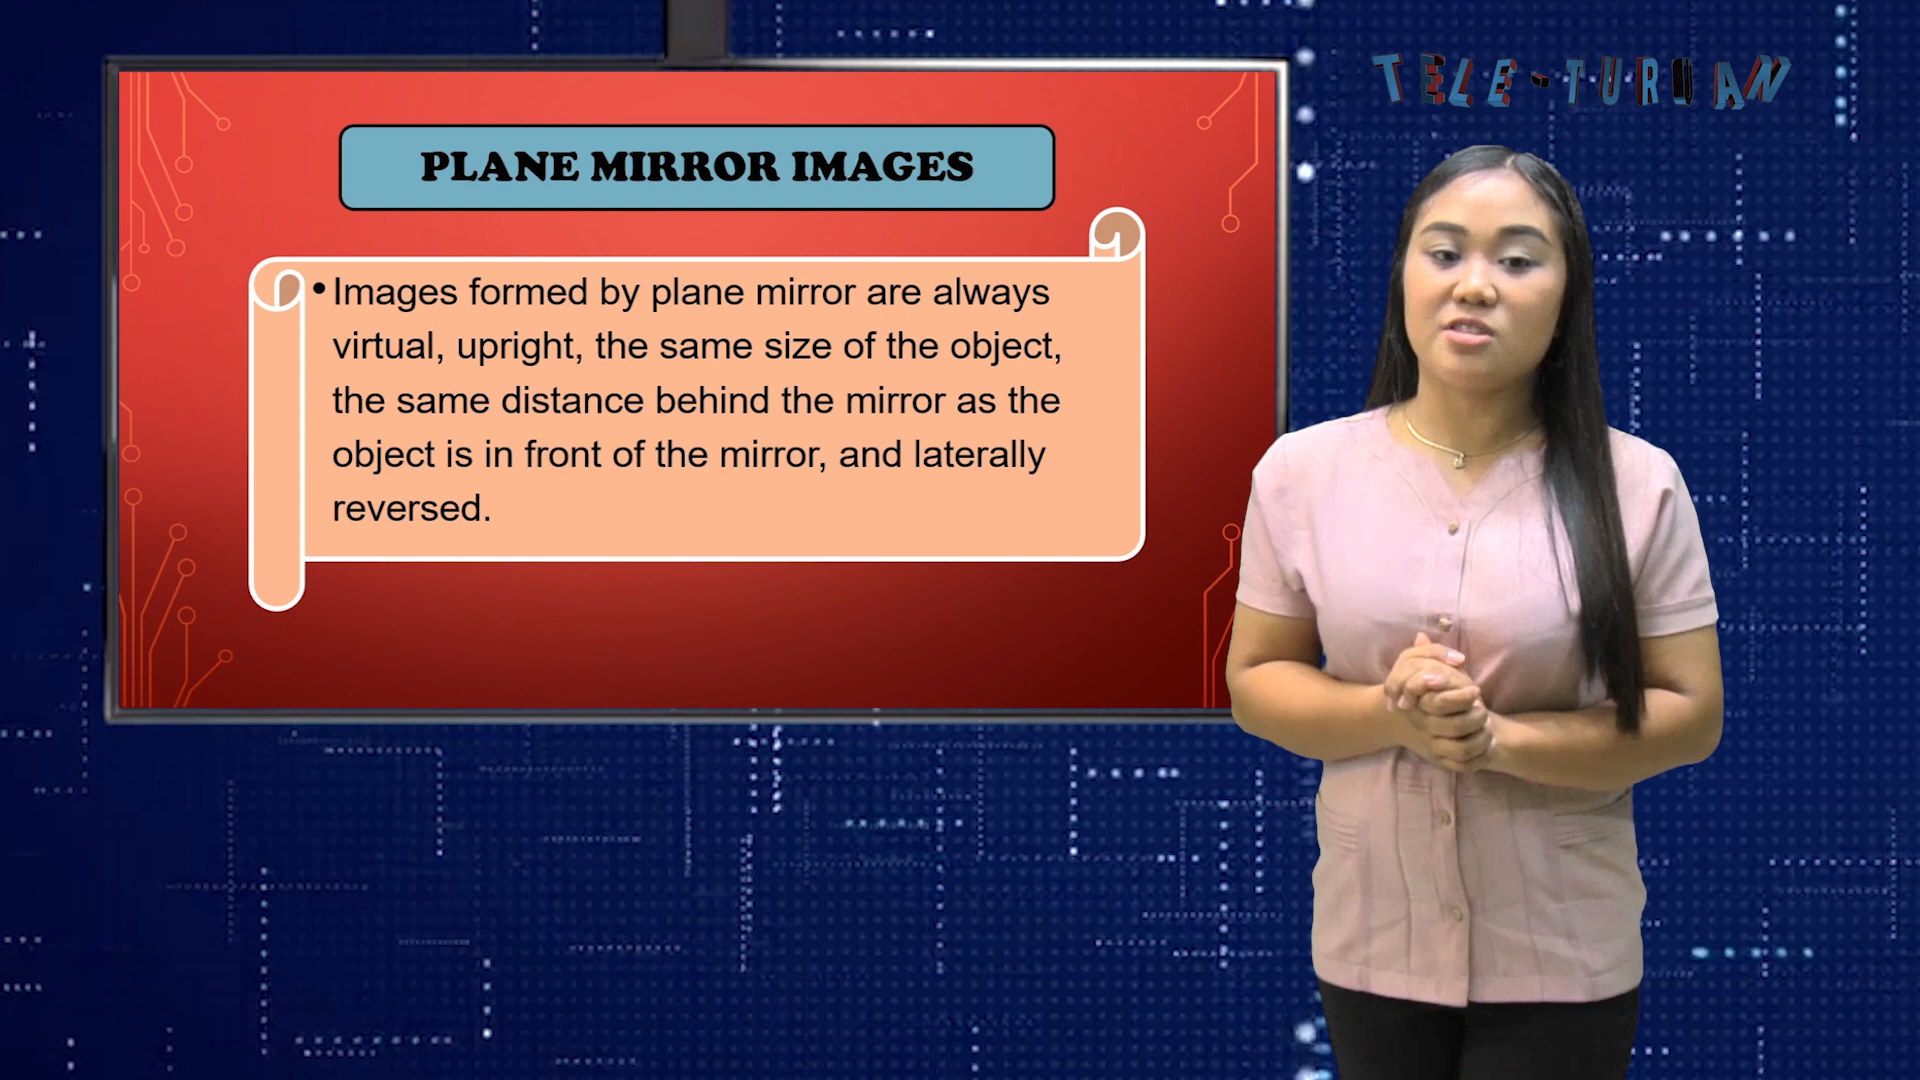 TELE-TURUAN
PLANE MIRROR IMAGES
•Images formed by plane mirror are always
virtual, upright, the same size of the object,
the same distance behind the mirror as the
object is in front of the mirror, and laterally
reversed.